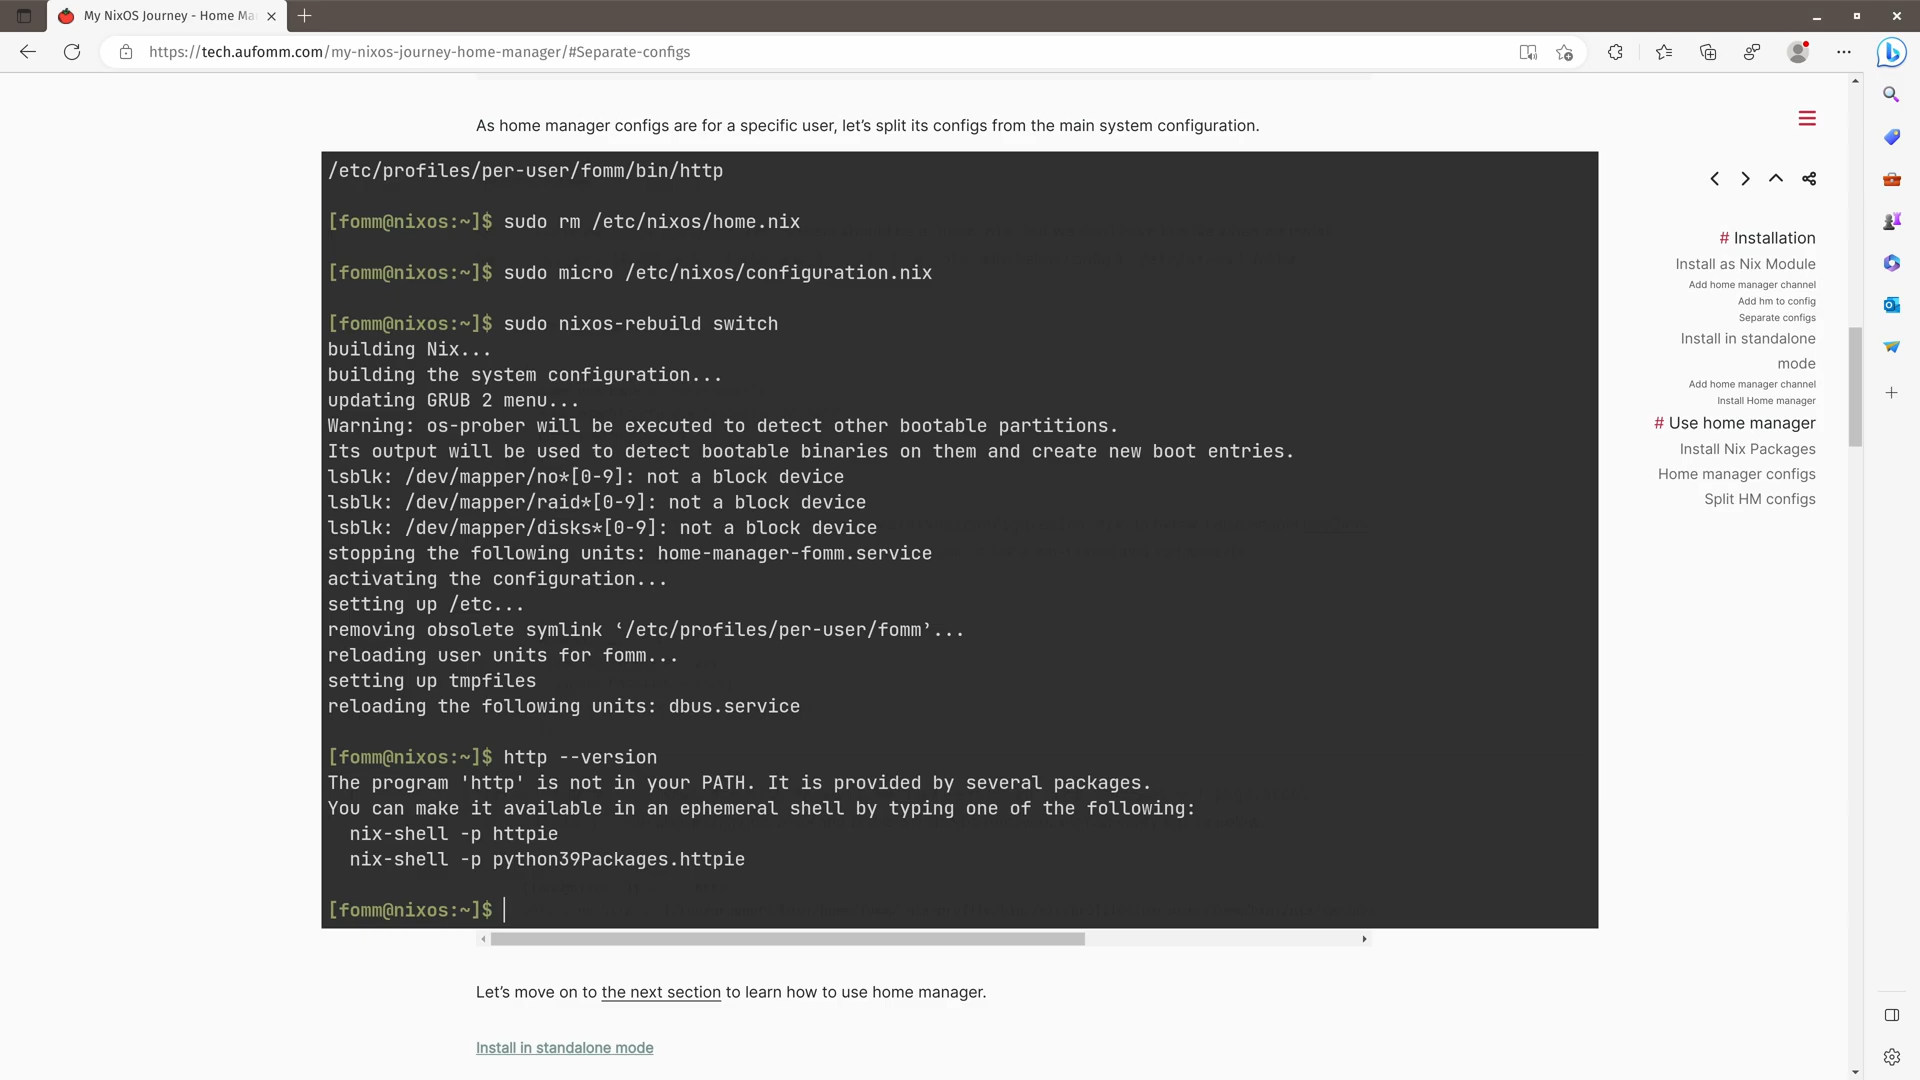 My NixOS Journey - Home Ma
https://tech.aufomm.com/my-nixos-journey-home-manager/#Separate-configs
As home manager configs are for a specific user, let’s split its configs from the main system configuration.
/etc/profiles/per-user/fomm/bin/http
[fomm@nixos:~]$ sudo rm /etc/nixos/home.nix
[fomm@nixos:~]$ sudo micro /etc/nixos/configuration.nix
[fomm@nixos:~]$ sudo nixos-rebuild switch
building Nix...
building the system configuration...
updating GRUB 2 menu...
Warning: os-prober will be executed to detect other bootable partitions.
Its output will be used to detect bootable binaries on them and create new boot entries.
lsblk: /dev/mapper/no*[0-9]: not a block device
lsblk: /dev/mapper/raid*[0-9]: not a block device
lsblk: /dev/mapper/disks*[0-9]: not a block device
stopping the following units: home-manager-fomm.service
activating the configuration...
setting up /etc...
removing obsolete symlink ‘/etc/profiles/per-user/fomm’...
reloading user units for fomm...
setting up tmpfiles
reloading the following units: dbus.service
[fomm@nixos:~]$ http --version
The program 'http' is not in your PATH. It is provided by several packages.
You can make it available in an ephemeral shell by typing one of the following:
nix-shell -p httpie
nix-shell -p python39Packages.httpie
[fomm@nixos:~]$
Let’s move on to the next section to learn how to use home manager.
Install in standalone mode
# Installation
Install as Nix Module
Add home manager channel
Add hm to config
Separate configs
Install in standalone
mode
Add home manager channel
Install Home manager
# Use home manager
Install Nix Packages
Home manager configs
Split HM configs